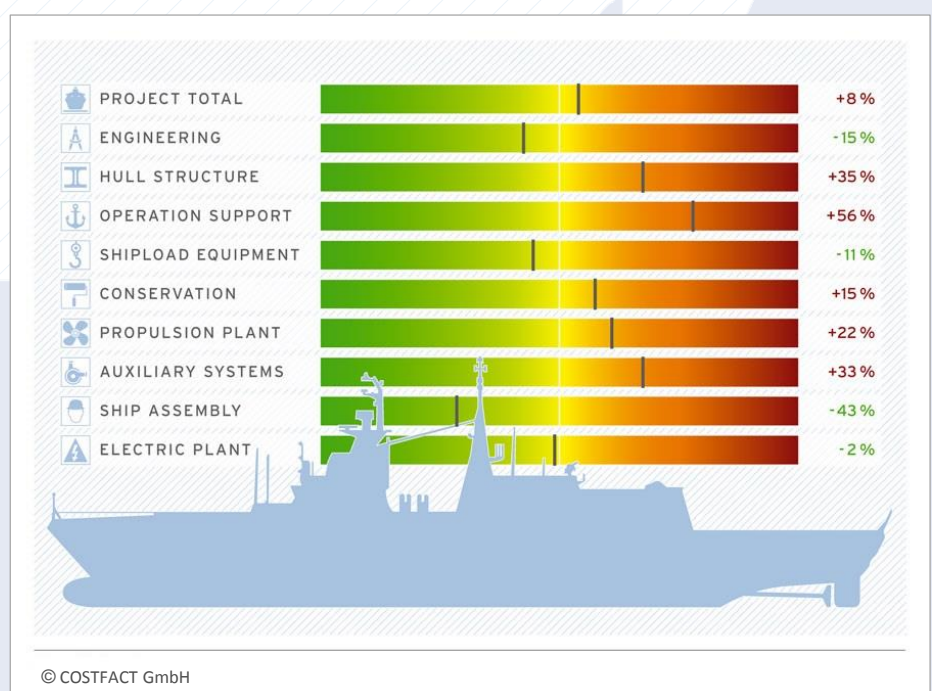 PROJECT TOTAL +8 %
ENGINEERING -15 %
HULL STRUCTURE +35 %
OPERATION SUPPORT +56 %
SHIPLOAD EQUIPMENT -11 %
CONSERVATION +15 %
PROPULSION PLANT +22 %
AUXILIARY SYSTEMS +33 %
SHIP ASSEMBLY -43 %
ELECTRIC PLANT -2 %
© COSTFACT GmbH